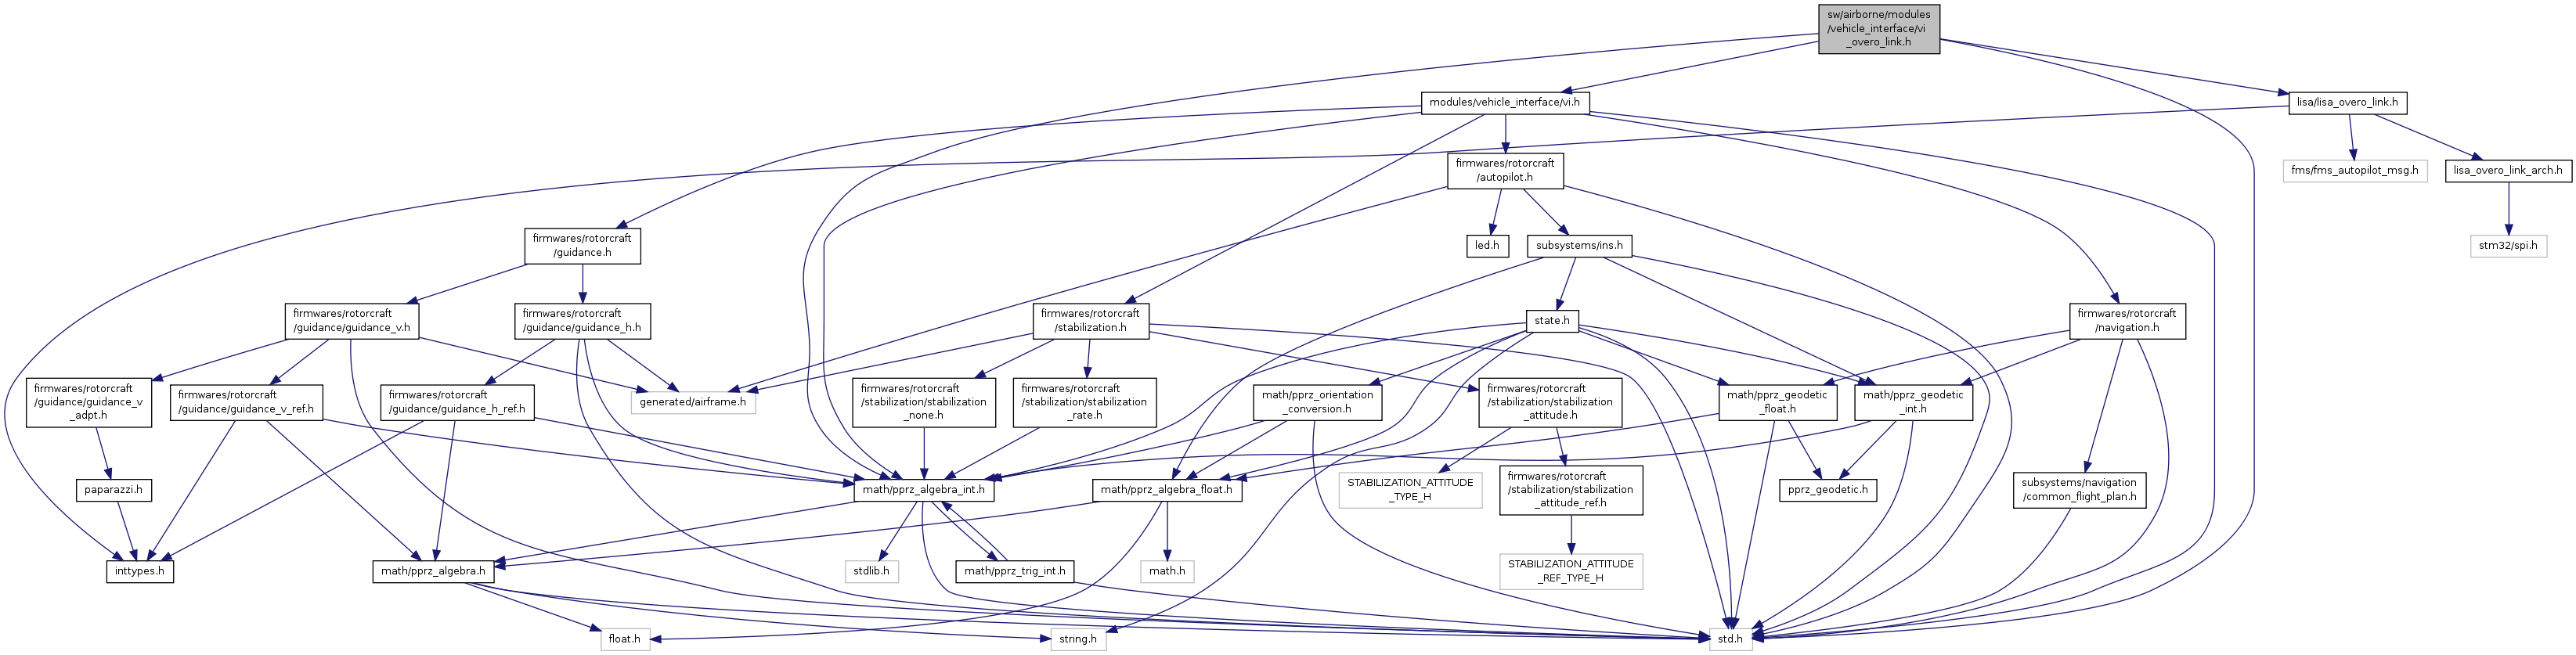 sw/airborne/modules
/vehicle_interface/vi
_overo_link.h
modules/vehicle_interface/vi.h
lisa/lisa_overo_link.h
firmwares/rotorcraft
/autopilot.h
fms/fms_autopilot_msg.h
lisa_overo_link_arch.h
firmwares/rotorcraft
/guidance.h
led.h
subsystems/ins.h
stm32/spi.h
firmwares/rotorcraft
/guidance/guidance_v.h
firmwares/rotorcraft
/guidance/guidance_h.h
firmwares/rotorcraft
/stabilization.h
state.h
firmwares/rotorcraft
/navigation.h
firmwares/rotorcraft
/guidance/guidance_v
_adpt.h
firmwares/rotorcraft
/guidance/guidance_v_ref.h
firmwares/rotorcraft
/guidance/guidance_h_ref.h
generated/airframe.h
firmwares/rotorcraft
/stabilization/stabilization
_none.h
firmwares/rotorcraft
/stabilization/stabilization
_rate.h
math/pprz_orientation
_conversion.h
firmwares/rotorcraft
/stabilization/stabilization
_attitude.h
math/pprz_geodetic
_float.h
math/pprz_geodetic
_int.h
paparazzi.h
math/pprz_algebra_int.h
math/pprz_algebra_float.h
STABILIZATION_ATTITUDE
_TYPE_H
firmwares/rotorcraft
/stabilization/stabilization
_attitude_ref.h
pprz_geodetic.h
subsystems/navigation
/common_flight_plan.h
inttypes.h
math/pprz_algebra.h
stdlib.h
math/pprz_trig_int.h
math.h
STABILIZATION_ATTITUDE
_REF_TYPE_H
float.h
string.h
std.h